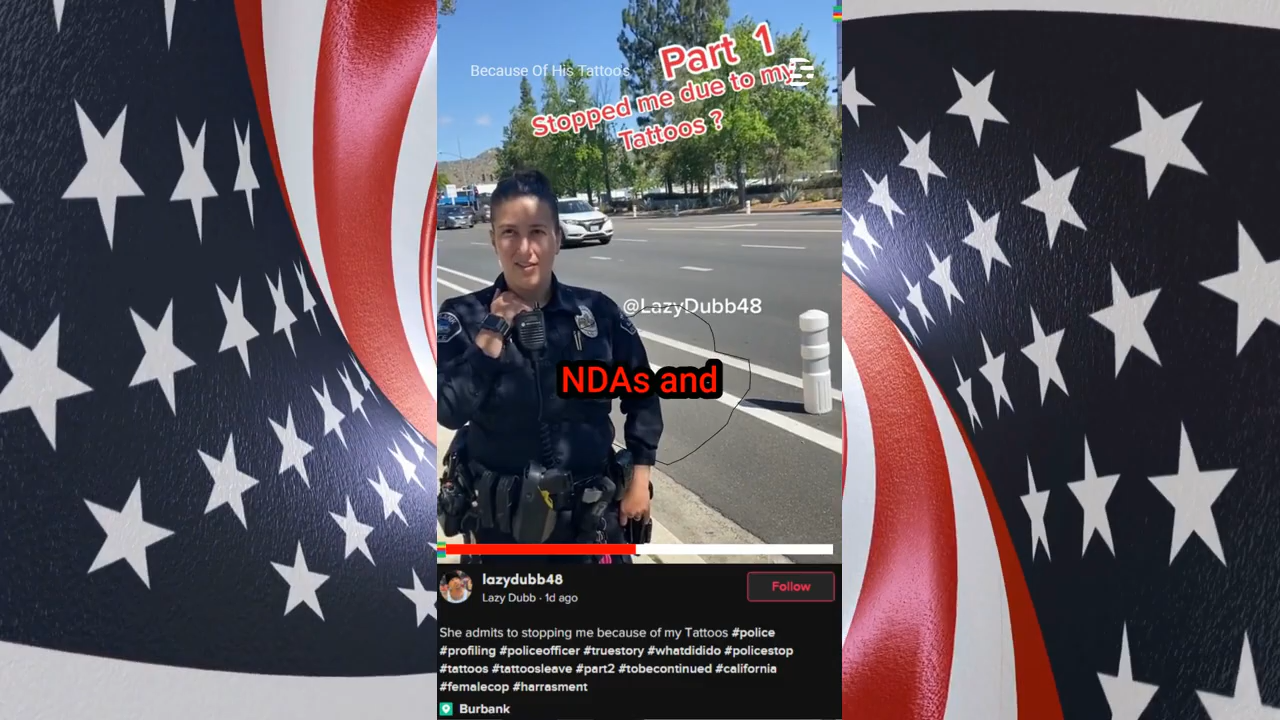 Part 1
Because Of His Tattoo's
Stopped me due to my
Tattoos ?
@LazyDubb48
NDAs and
lazydubb48
Lazy Dubb · 1d ago
Follow
She admits to stopping me because of my Tattoos #police
#profiling #policeofficer #truestory #whatdidido #policestop
#tattoos #tattoosleave #part2 #tobecontinued #california
#femalecop #harrasment
Burbank